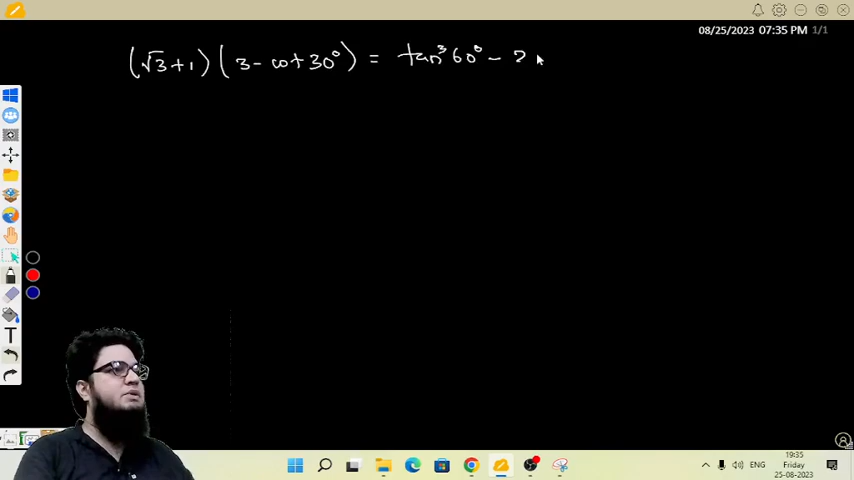 08/25/2023 07:35 PM 1/1
(√3+1)(3-cot30°) = tan³60° - 2
T
ENG
19:35
Friday
25-08-2023